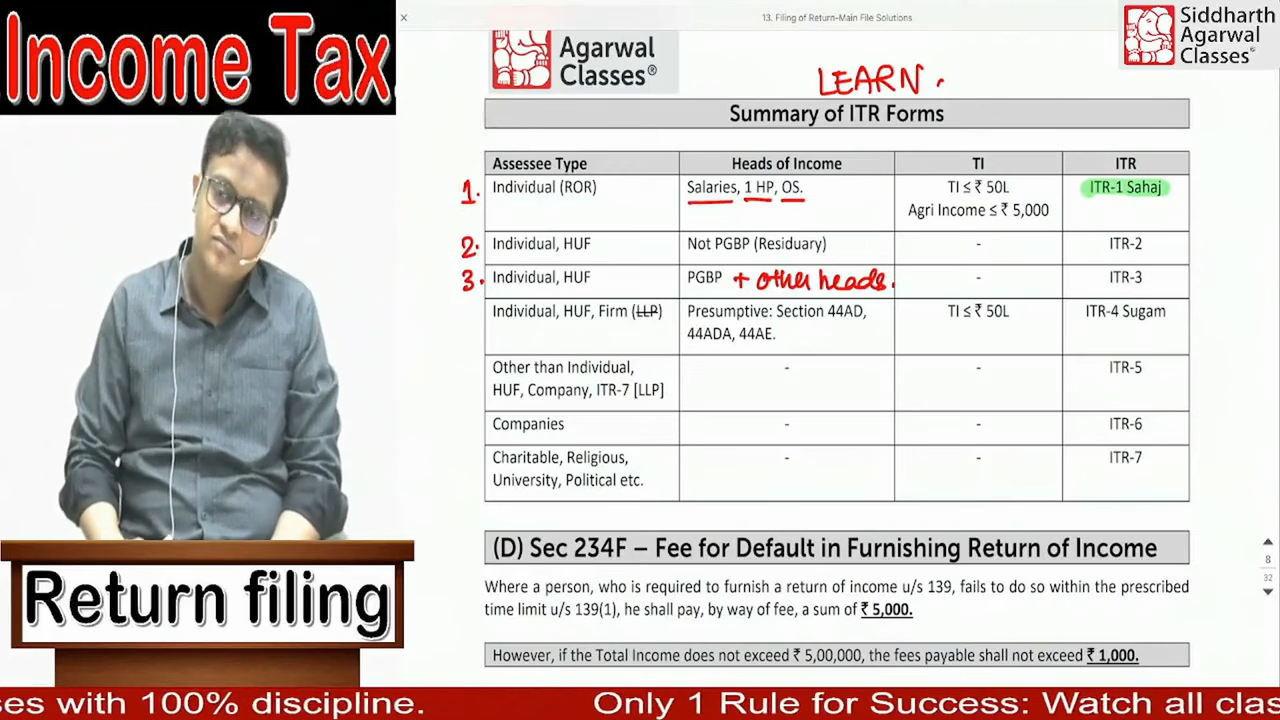 Income Tax.
×
13. Filing of Return-Main File Solutions
Agarwal
Classes®
Siddharth
Agarwal
Classes®
LEARN.
Summary of ITR Forms
Assessee Type Heads of Income TI ITR
1. Individual (ROR) Salaries, 1 HP, OS. TI ≤ ₹ 50L ITR-1 Sahaj
Agri Income ≤ ₹ 5,000
2. Individual, HUF Not PGBP (Residuary) - ITR-2
3. Individual, HUF PGBP + other heads. - ITR-3
Individual, HUF, Firm (LLP) Presumptive: Section 44AD, TI ≤ ₹ 50L ITR-4 Sugam
44ADA, 44AE.
Other than Individual, - - ITR-5
HUF, Company, ITR-7 [LLP]
Companies - - ITR-6
Charitable, Religious, - - ITR-7
University, Political etc.
(D) Sec 234F – Fee for Default in Furnishing Return of Income
Where a person, who is required to furnish a return of income u/s 139, fails to do so within the prescribed
time limit u/s 139(1), he shall pay, by way of fee, a sum of ₹ 5,000.
However, if the Total Income does not exceed ₹ 5,00,000, the fees payable shall not exceed ₹ 1,000.
8
32
Return filing
ses with 100% discipline. Only 1 Rule for Success: Watch all clas